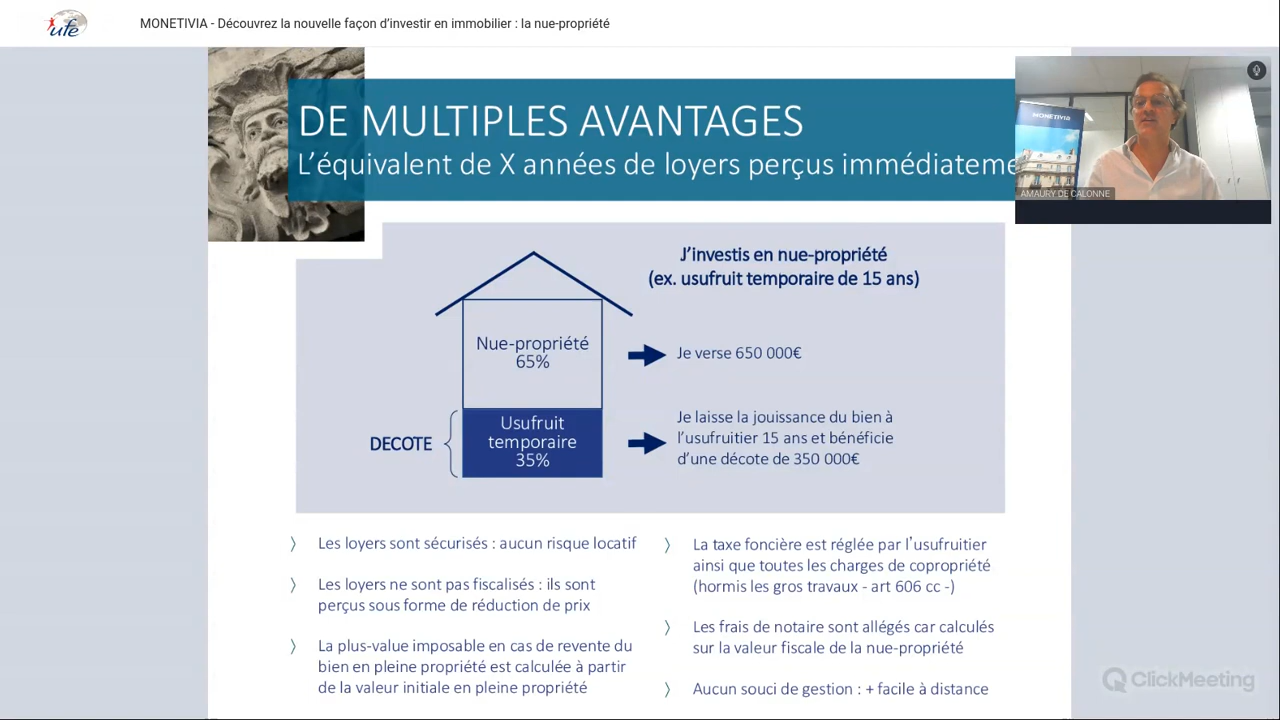 ufe
MONETIVIA - Découvrez la nouvelle façon d'investir en immobilier : la nue-propriété
DE MULTIPLES AVANTAGES
L'équivalent de X années de loyers perçus immédiateme
MONETIVIA
AMAURY DE CALONNE
J'investis en nue-propriété
(ex. usufruit temporaire de 15 ans)
Nue-propriété
65%
Je verse 650 000€
DECOTE
Usufruit
temporaire
35%
Je laisse la jouissance du bien à
l'usufruitier 15 ans et bénéficie
d'une décote de 350 000€
〉 Les loyers sont sécurisés : aucun risque locatif
〉 Les loyers ne sont pas fiscalisés : ils sont
perçus sous forme de réduction de prix
〉 La plus-value imposable en cas de revente du
bien en pleine propriété est calculée à partir
de la valeur initiale en pleine propriété
〉 La taxe foncière est réglée par l'usufruitier
ainsi que toutes les charges de copropriété
(hormis les gros travaux - art 606 cc -)
〉 Les frais de notaire sont allégés car calculés
sur la valeur fiscale de la nue-propriété
〉 Aucun souci de gestion : + facile à distance
ClickMeeting